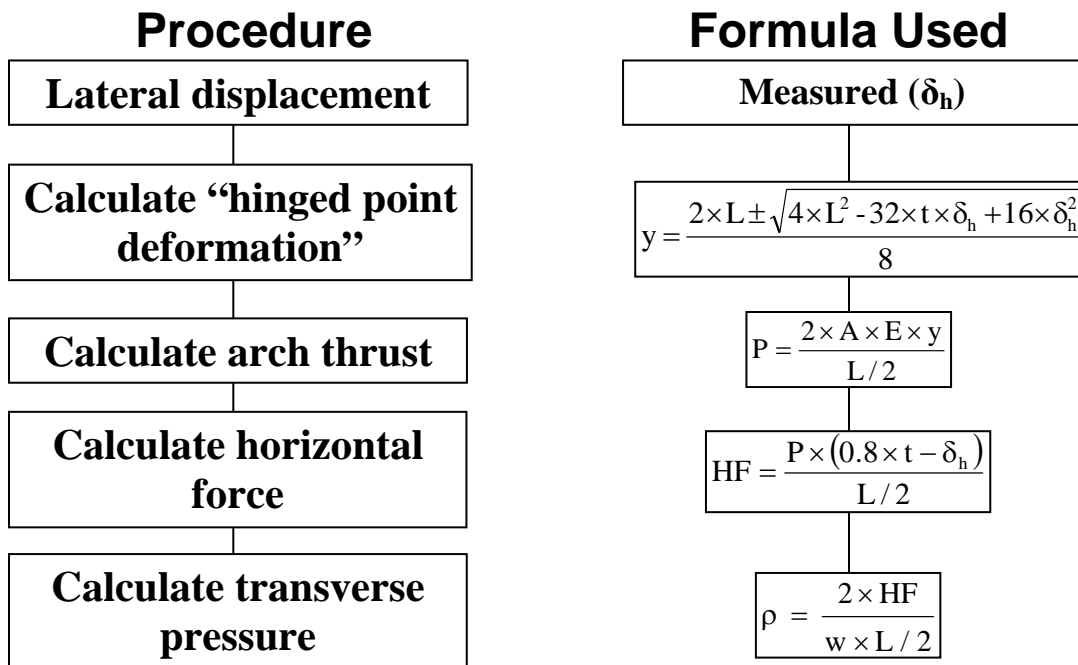 Procedure
Formula Used
Lateral displacement
Measured (δₕ)
Calculate “hinged point
deformation”
y = (2 × L ± √(4 × L² - 32 × t × δₕ + 16 × δₕ²)) / 8
Calculate arch thrust
P = (2 × A × E × y) / (L / 2)
Calculate horizontal
force
HF = (P × (0.8 × t − δₕ)) / (L / 2)
Calculate transverse
pressure
ρ = (2 × HF) / (w × L / 2)